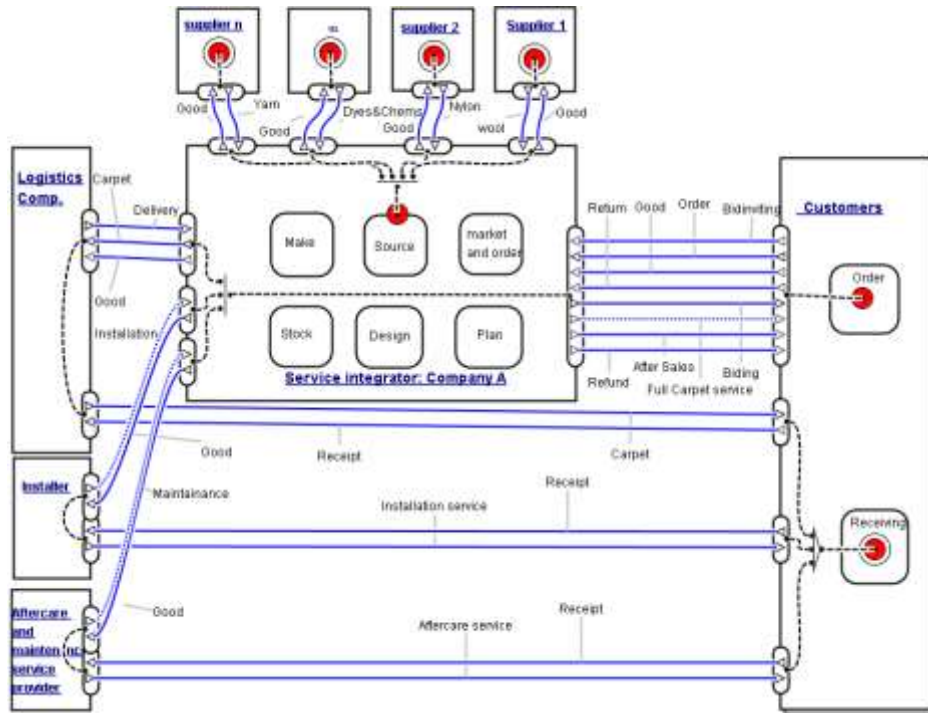 supplier n
supplier 2
Supplier 1
Good
Yarn
Good
Dyes&Chems
Good
Nylon
wool
Good
Logistics
Comp.
Carpet
Delivery
Good
Installation
Make
Source
market
and order
Stock
Design
Plan
Service integrator: Company A
Return
Good
Order
Bidinviting
Customers
Order
Refund
After Sales
Full Carpet service
Biding
Good
Receipt
Carpet
Installer
Maintainance
Installation service
Receipt
Receiving
Good
Aftercare
and
maintenenc
service
provider
Aftercare service
Receipt